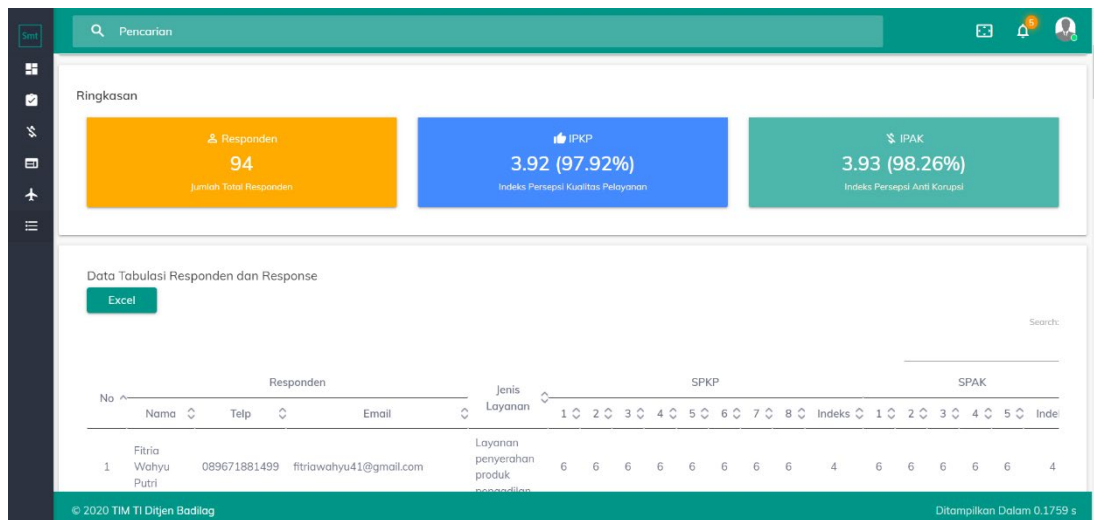 Smt
Pencarian
5
Ringkasan
Responden
94
Jumlah Total Responden
IPKP
3.92 (97.92%)
Indeks Persepsi Kualitas Pelayanan
IPAK
3.93 (98.26%)
Indeks Persepsi Anti Korupsi
Data Tabulasi Responden dan Response
Excel
Search:
No
Responden
Jenis Layanan
SPKP
SPAK
Nama Telp Email 1 2 3 4 5 6 7 8 Indeks 1 2 3 4 5 Inde
1 Fitria Wahyu Putri 089671881499 fitriawahyu41@gmail.com Layanan penyerahan produk pengadilan 6 6 6 6 6 6 6 6 4 6 6 6 6 6 4
© 2020 TIM TI Ditjen Badilag
Ditampilkan Dalam 0.1759 s